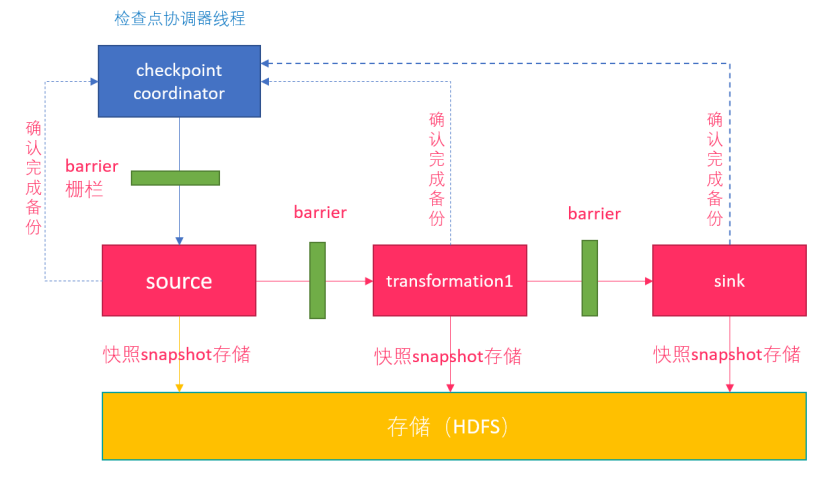 检查点协调器线程
checkpoint
coordinator
确认完成备份
barrier
栅栏
barrier
确认完成备份
barrier
确认完成备份
source
transformation1
sink
快照snapshot存储
快照snapshot存储
快照snapshot存储
存储（HDFS）